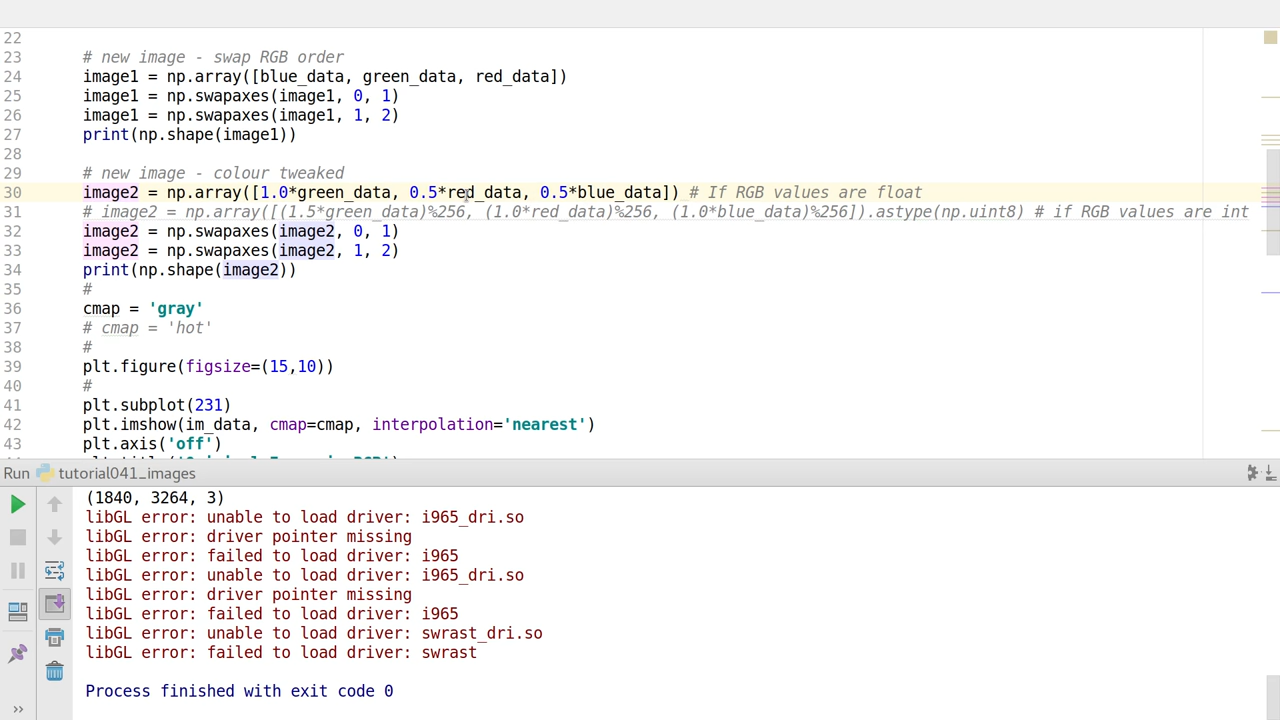 22
23 # new image - swap RGB order
24 image1 = np.array([blue_data, green_data, red_data])
25 image1 = np.swapaxes(image1, 0, 1)
26 image1 = np.swapaxes(image1, 1, 2)
27 print(np.shape(image1))
28
29 # new image - colour tweaked
30 image2 = np.array([1.0*green_data, 0.5*red_data, 0.5*blue_data]) # If RGB values are float
31 # image2 = np.array([(1.5*green_data)%256, (1.0*red_data)%256, (1.0*blue_data)%256]).astype(np.uint8) # if RGB values are int
32 image2 = np.swapaxes(image2, 0, 1)
33 image2 = np.swapaxes(image2, 1, 2)
34 print(np.shape(image2))
35 #
36 cmap = 'gray'
37 # cmap = 'hot'
38 #
39 plt.figure(figsize=(15,10))
40 #
41 plt.subplot(231)
42 plt.imshow(im_data, cmap=cmap, interpolation='nearest')
43 plt.axis('off')
Run tutorial041_images
(1840, 3264, 3)
libGL error: unable to load driver: i965_dri.so
libGL error: driver pointer missing
libGL error: failed to load driver: i965
libGL error: unable to load driver: i965_dri.so
libGL error: driver pointer missing
libGL error: failed to load driver: i965
libGL error: unable to load driver: swrast_dri.so
libGL error: failed to load driver: swrast
Process finished with exit code 0